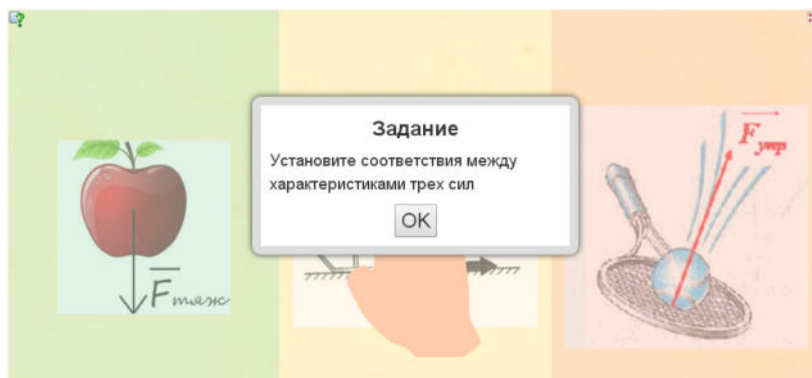 Задание
Установите соответствия между
характеристиками трех сил
OK
Fтяж
Fупр